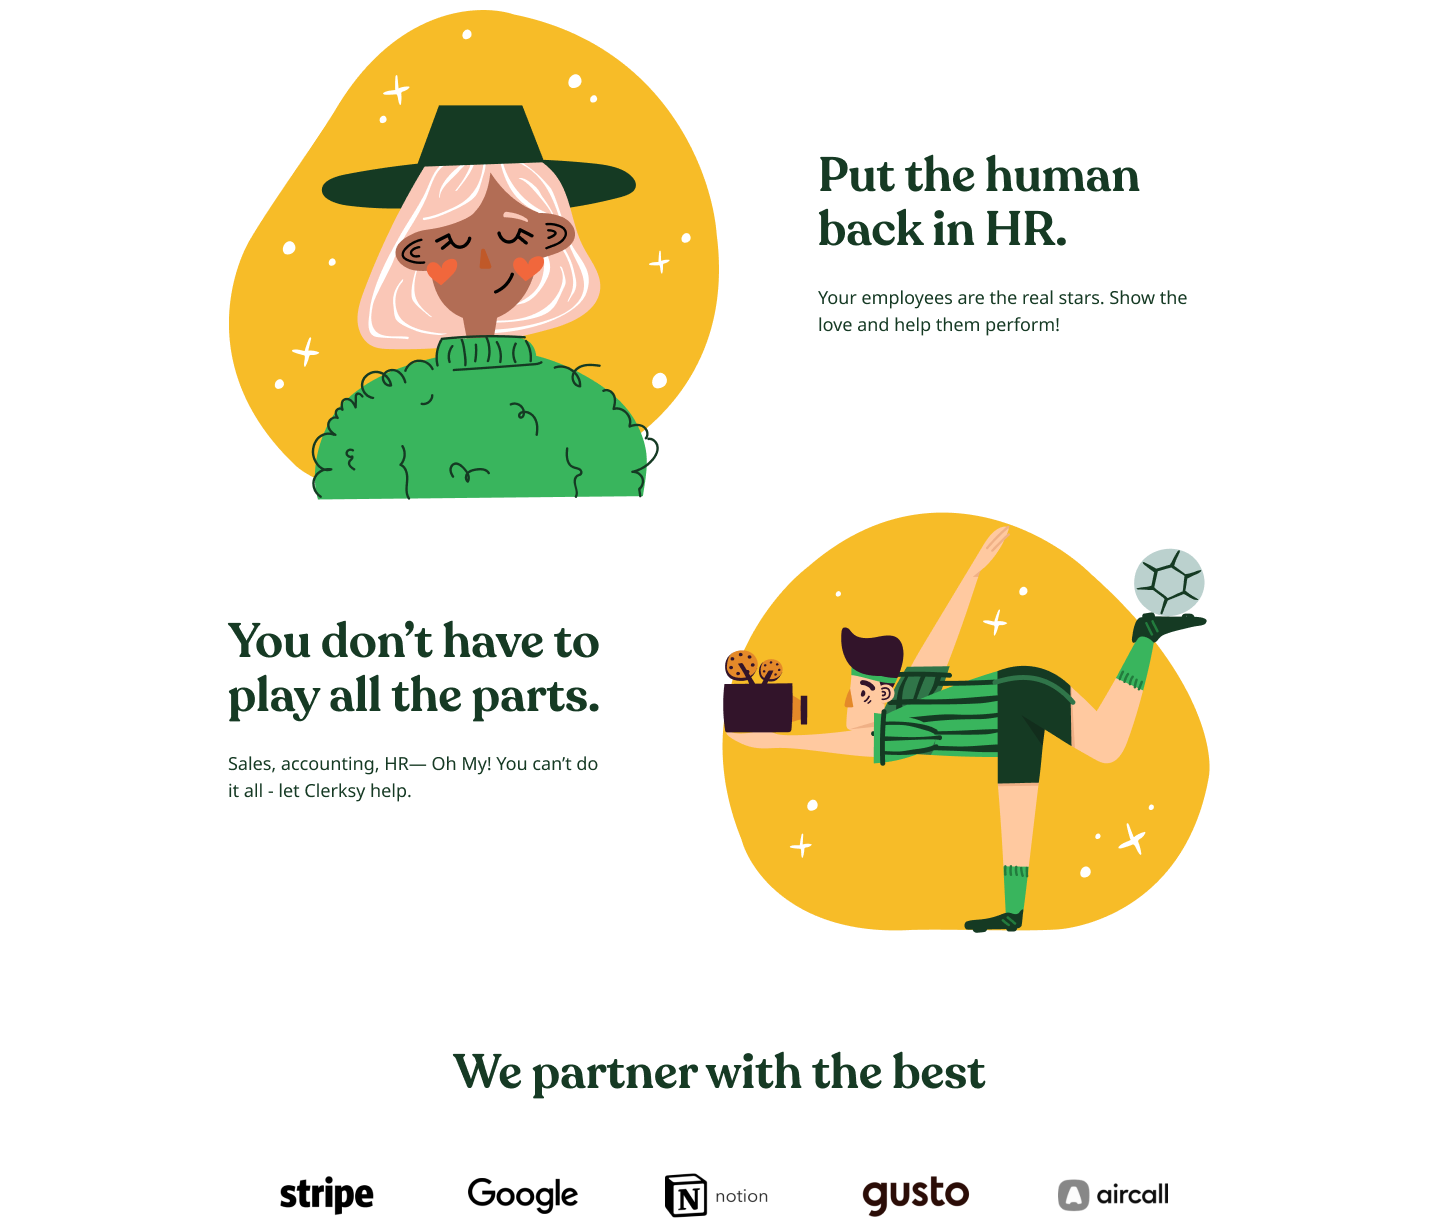 Put the human
back in HR.
Your employees are the real stars. Show the
love and help them perform!
You don’t have to
play all the parts.
Sales, accounting, HR— Oh My! You can’t do
it all - let Clerksy help.
We partner with the best
stripe
Google
N notion
gusto
aircall